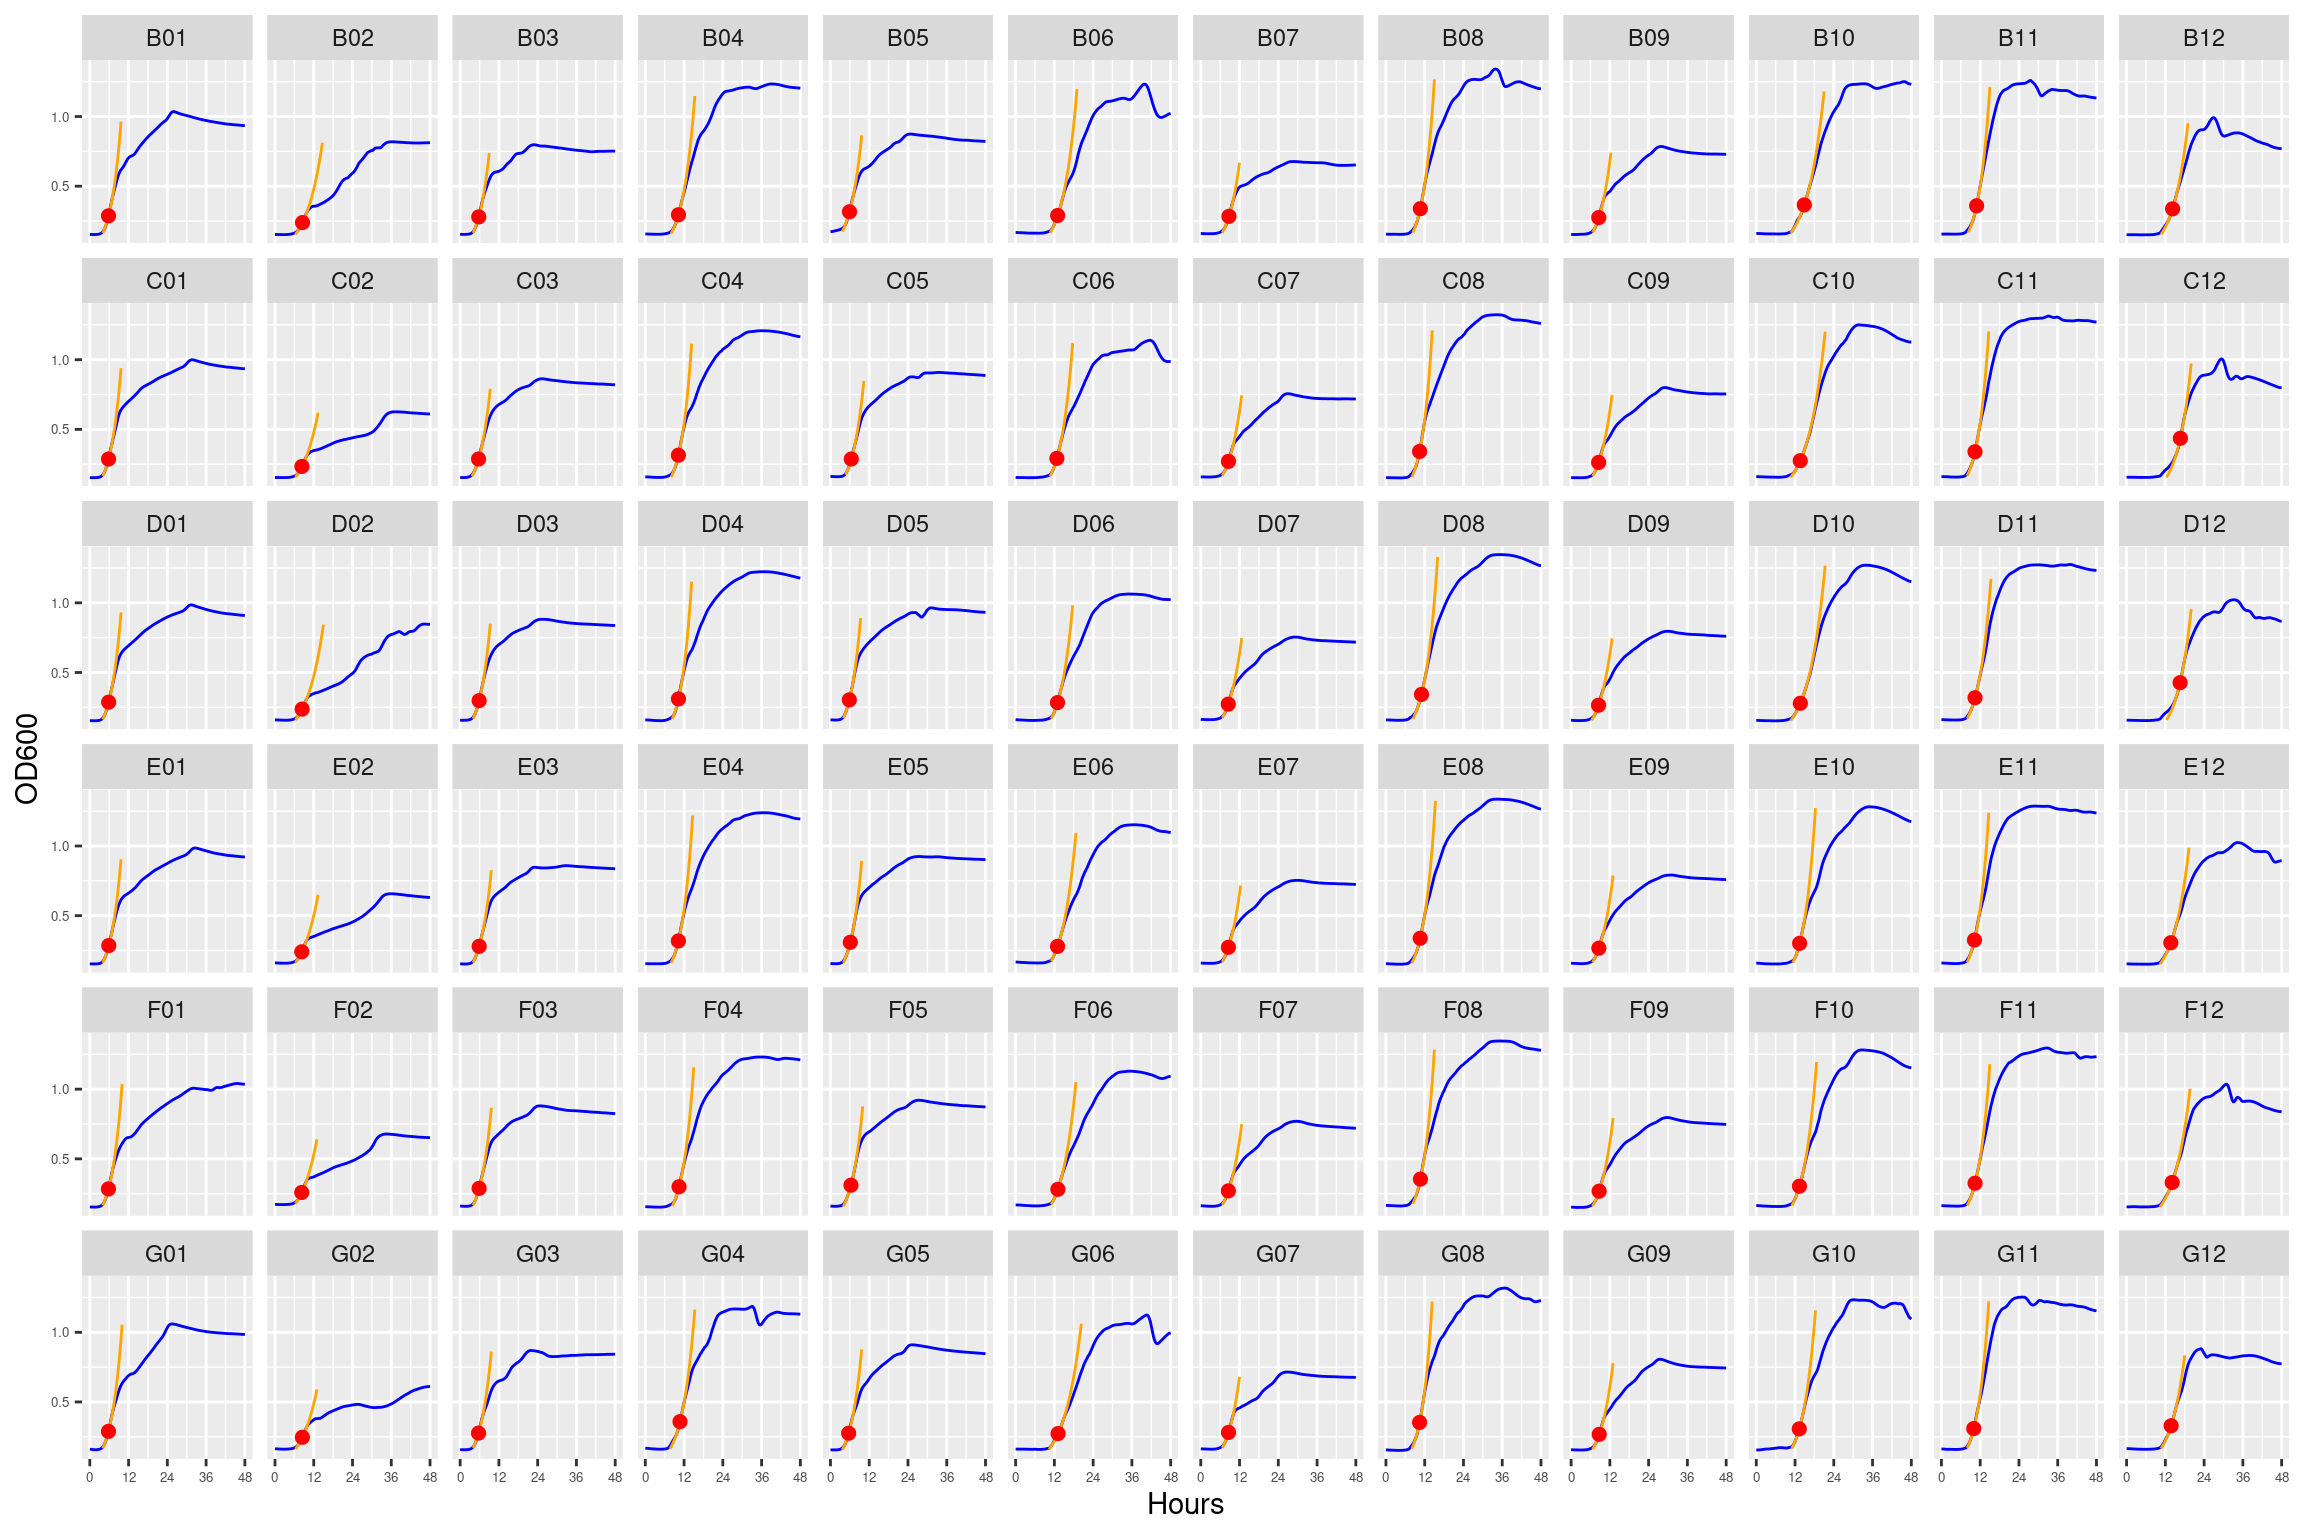 B01 B02 B03 B04 B05 B06 B07 B08 B09 B10 B11 B12
1.0
0.5
C01 C02 C03 C04 C05 C06 C07 C08 C09 C10 C11 C12
1.0
0.5
D01 D02 D03 D04 D05 D06 D07 D08 D09 D10 D11 D12
1.0
0.5
OD600
E01 E02 E03 E04 E05 E06 E07 E08 E09 E10 E11 E12
1.0
0.5
F01 F02 F03 F04 F05 F06 F07 F08 F09 F10 F11 F12
1.0
0.5
G01 G02 G03 G04 G05 G06 G07 G08 G09 G10 G11 G12
1.0
0.5
0 12 24 36 48 0 12 24 36 48 0 12 24 36 48 0 12 24 36 48 0 12 24 36 48 0 12 24 36 48 0 12 24 36 48 0 12 24 36 48 0 12 24 36 48 0 12 24 36 48 0 12 24 36 48 0 12 24 36 48
Hours